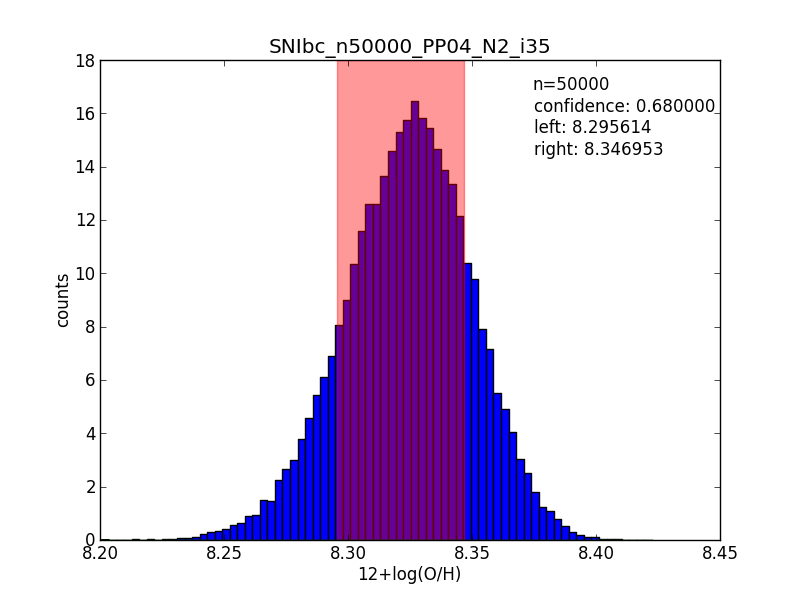 SNIbc_n50000_PP04_N2_i35
n=50000
confidence: 0.680000
left: 8.295614
right: 8.346953
counts
18
16
14
12
10
8
6
4
2
0
8.20 8.25 8.30 8.35 8.40 8.45
12+log(O/H)